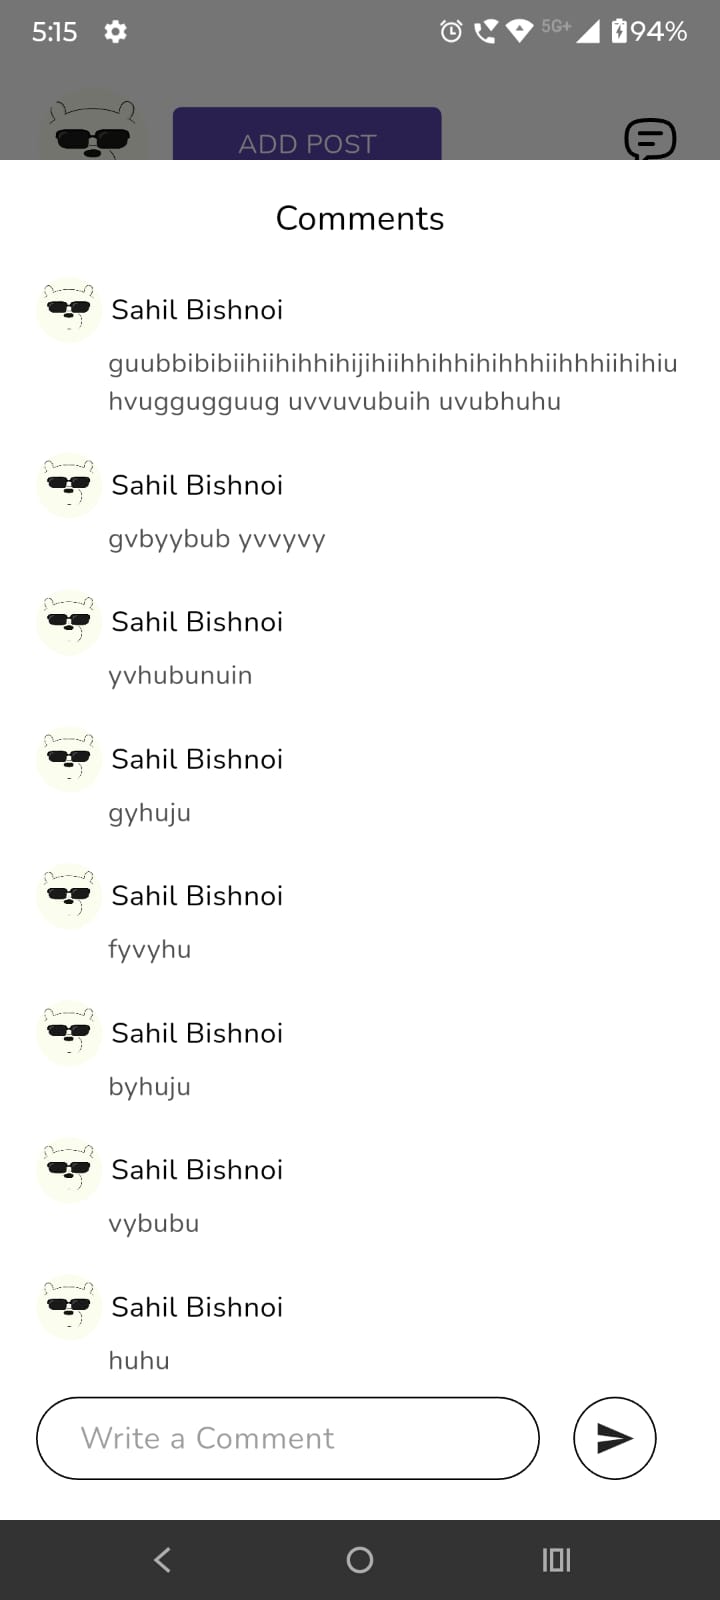 5:15 5G+ 94%
ADD POST
Comments
Sahil Bishnoi
guubbibibiihiihihhihijihiihhihhihihhhiihhhiihihiu
hvuggugguug uvvuvubuih uvubhuhu
Sahil Bishnoi
gvbyybub yvvyvy
Sahil Bishnoi
yvhubunuin
Sahil Bishnoi
gyhuju
Sahil Bishnoi
fyvyhu
Sahil Bishnoi
byhuju
Sahil Bishnoi
vybubu
Sahil Bishnoi
huhu
Write a Comment